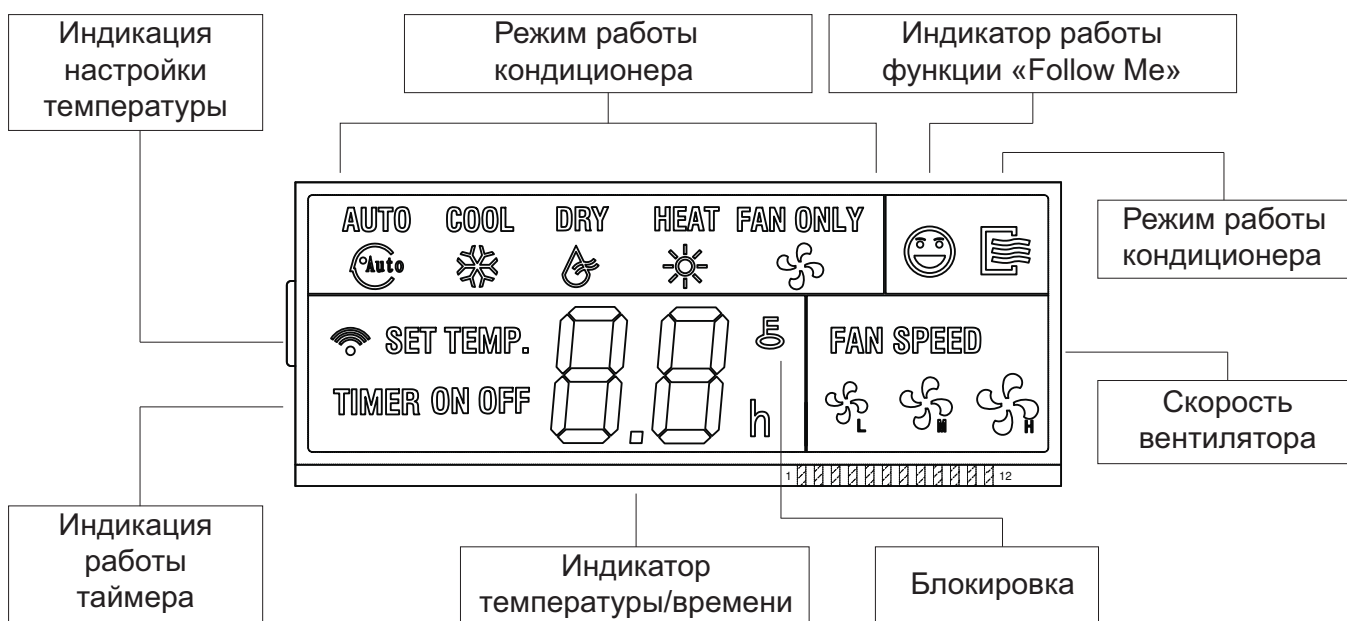 Индикация
настройки
температуры
Режим работы
кондиционера
Индикатор работы
функции «Follow Me»
AUTO COOL DRY HEAT FAN ONLY
Auto
Режим работы
кондиционера
SET TEMP.
FAN SPEED
TIMER ON OFF
8.8
h
L M H
Скорость
вентилятора
1 12
Индикация
работы
таймера
Индикатор
температуры/времени
Блокировка